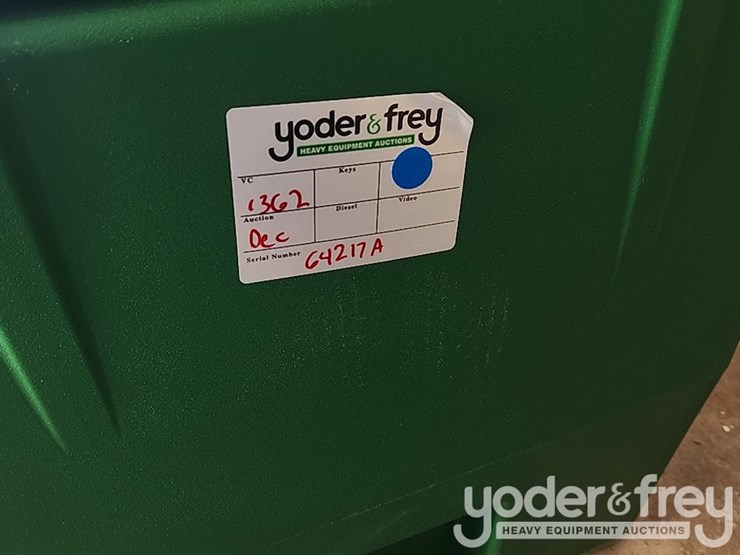 yoder & frey
HEAVY EQUIPMENT AUCTIONS
VC Keys
1362
Auction Diesel Video
Dec
Serial Number 64217A
yoder & frey
HEAVY EQUIPMENT AUCTIONS